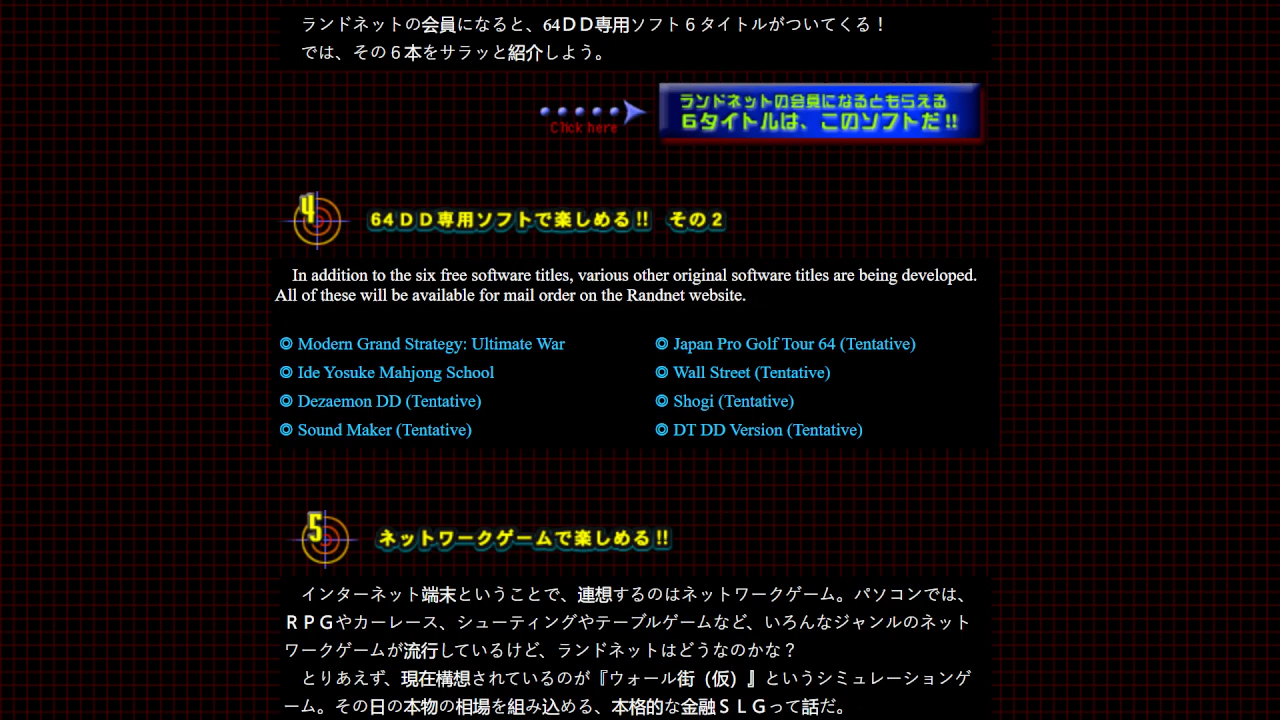 ランドネットの会員になると、64ＤＤ専用ソフト６タイトルがついてくる！
では、その６本をサラッと紹介しよう。
Click here
ランドネットの会員になるともらえる
６タイトルは、このソフトだ!!
4
64ＤＤ専用ソフトで楽しめる!!　その２
In addition to the six free software titles, various other original software titles are being developed.
All of these will be available for mail order on the Randnet website.
◎ Modern Grand Strategy: Ultimate War
◎ Japan Pro Golf Tour 64 (Tentative)
◎ Ide Yosuke Mahjong School
◎ Wall Street (Tentative)
◎ Dezaemon DD (Tentative)
◎ Shogi (Tentative)
◎ Sound Maker (Tentative)
◎ DT DD Version (Tentative)
5
ネットワークゲームで楽しめる!!
インターネット端末ということで、連想するのはネットワークゲーム。パソコンでは、
ＲＰＧやカーレース、シューティングやテーブルゲームなど、いろんなジャンルのネット
ワークゲームが流行しているけど、ランドネットはどうなのかな？
とりあえず、現在構想されているのが『ウォール街（仮）』というシミュレーションゲ
ーム。その日の本物の相場を組み込める、本格的な金融ＳＬＧって話だ。